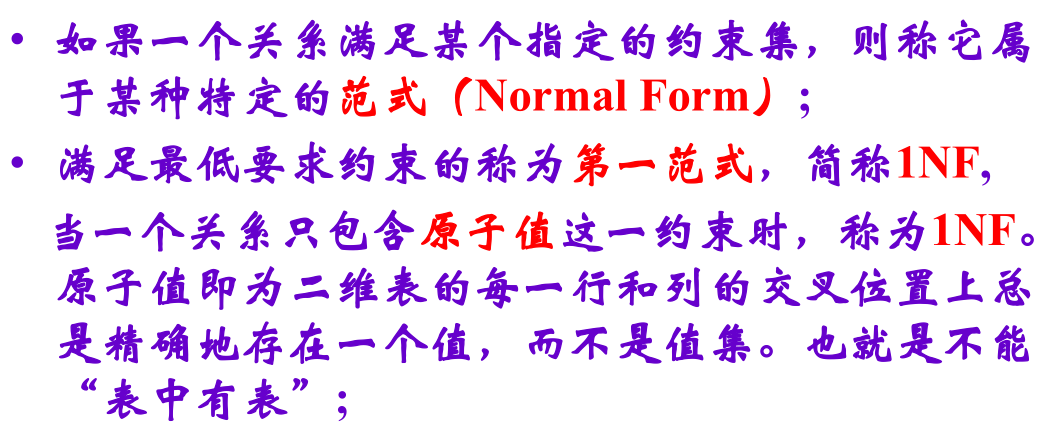 • 如果一个关系满足某个指定的约束集，则称它属
于某种特定的范式（Normal Form）；
• 满足最低要求约束的称为第一范式，简称1NF,
当一个关系只包含原子值这一约束时，称为1NF。
原子值即为二维表的每一行和列的交叉位置上总
是精确地存在一个值，而不是值集。也就是不能
“表中有表”；